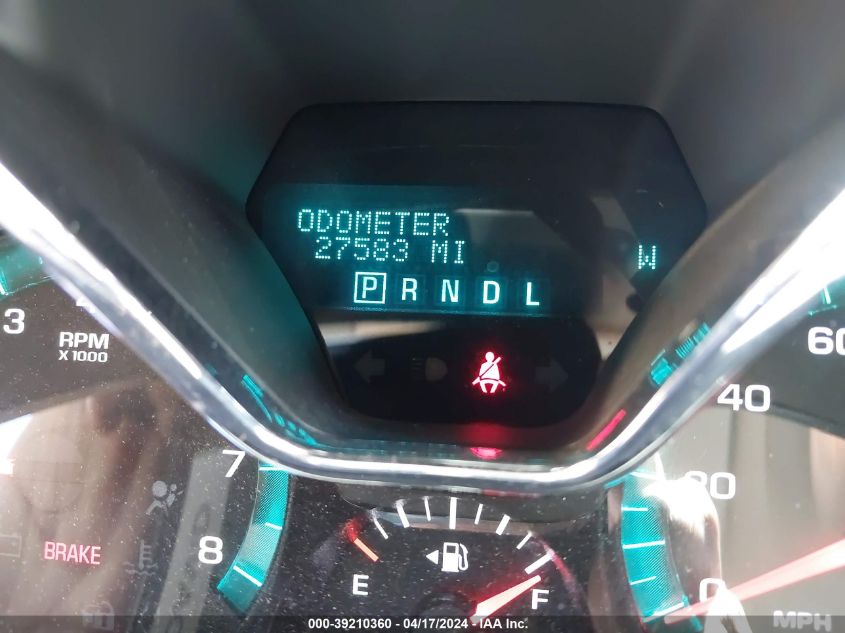 ODOMETER
27583 MI
W
P R N D L
3
RPM
X 1000
60
40
7
20
8
BRAKE
E
F
0
MPH
000-39210360 - 04/17/2024 - IAA Inc.